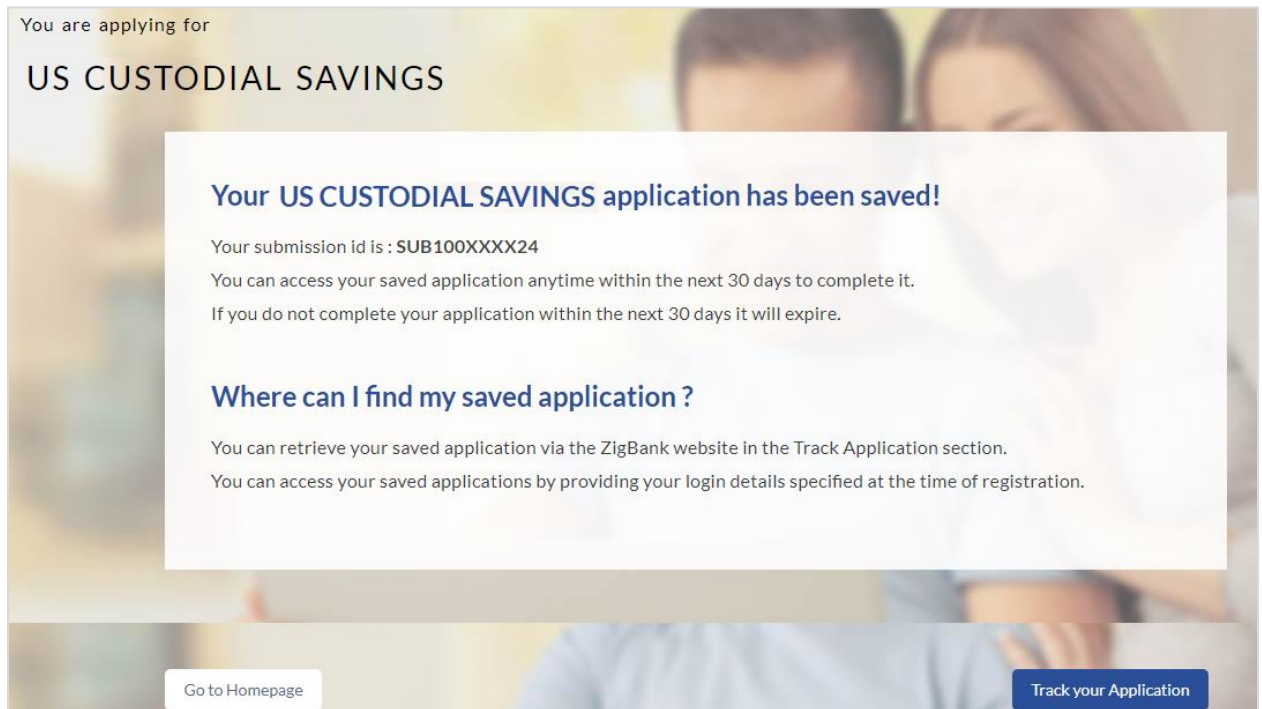 You are applying for
US CUSTODIAL SAVINGS
Your US CUSTODIAL SAVINGS application has been saved!
Your submission id is : SUB100XXXX24
You can access your saved application anytime within the next 30 days to complete it.
If you do not complete your application within the next 30 days it will expire.
Where can I find my saved application ?
You can retrieve your saved application via the ZigBank website in the Track Application section.
You can access your saved applications by providing your login details specified at the time of registration.
Go to Homepage
Track your Application